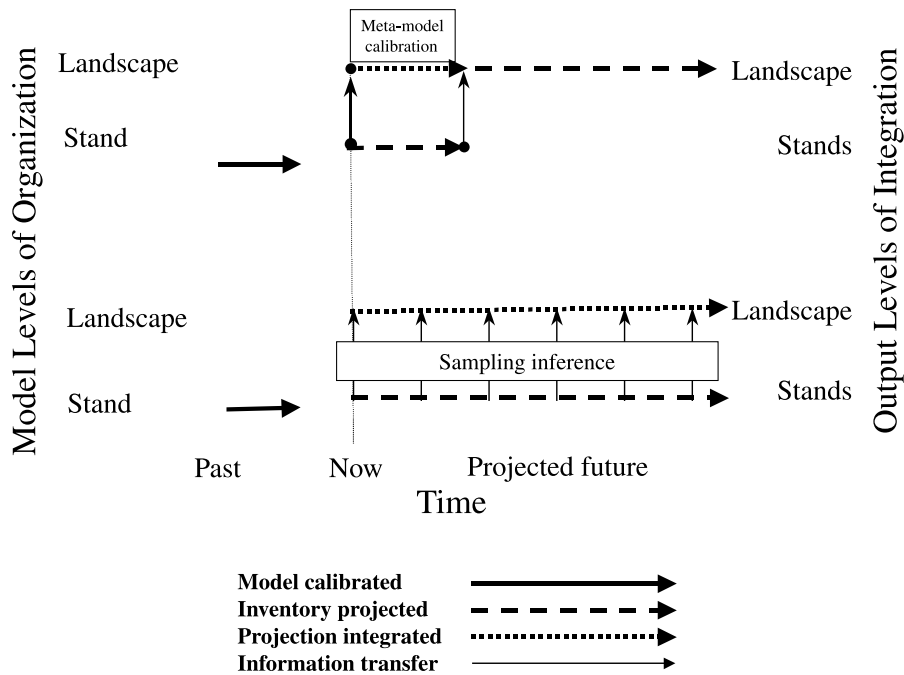 Meta-model
calibration
Landscape
Landscape
Stand
Stands
Model Levels of Organization
Output Levels of Integration
Landscape
Landscape
Sampling inference
Stand
Stands
Past
Now
Projected future
Time
Model calibrated
Inventory projected
Projection integrated
Information transfer